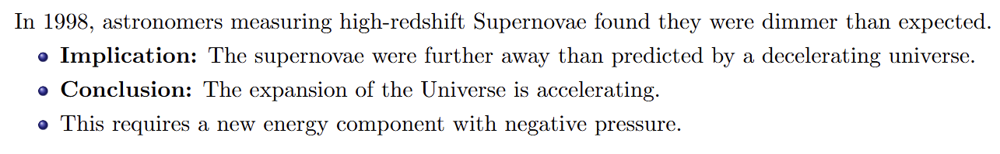 In 1998, astronomers measuring high-redshift Supernovae found they were dimmer than expected.
Implication: The supernovae were further away than predicted by a decelerating universe.
Conclusion: The expansion of the Universe is accelerating.
This requires a new energy component with negative pressure.